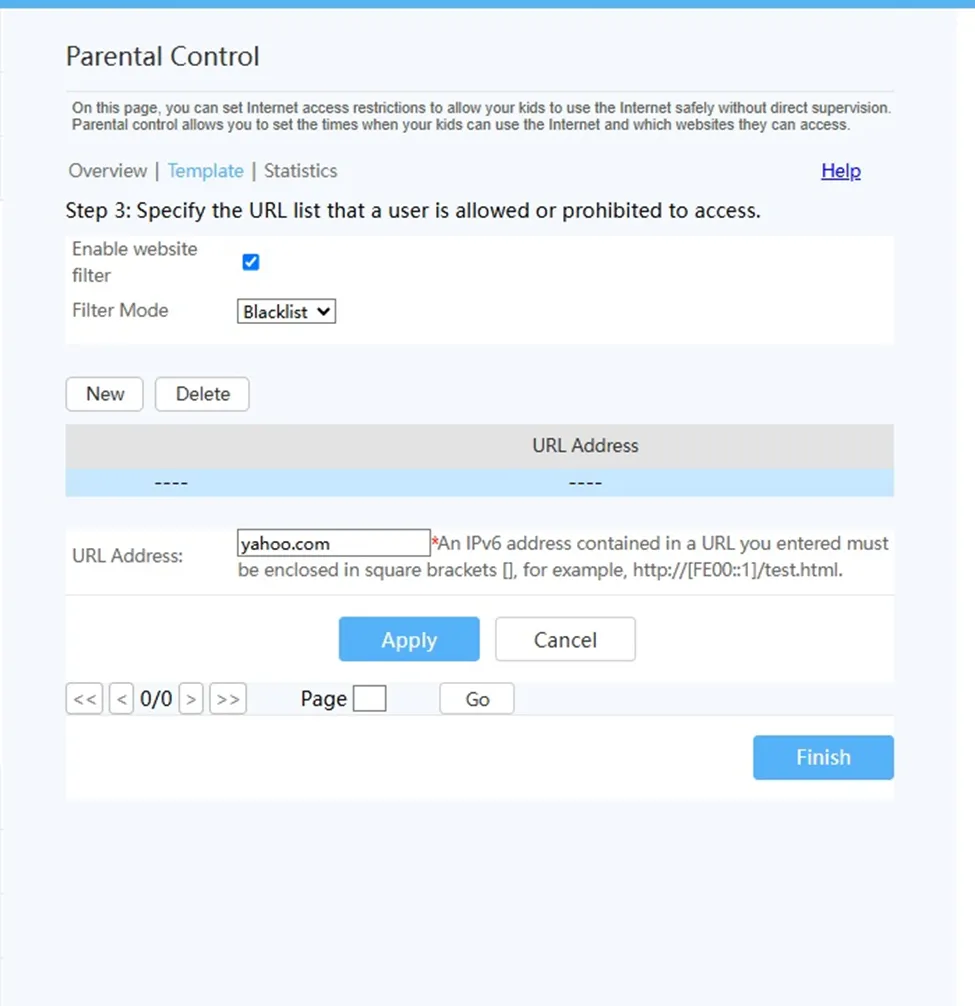 Parental Control
On this page, you can set Internet access restrictions to allow your kids to use the Internet safely without direct supervision.
Parental control allows you to set the times when your kids can use the Internet and which websites they can access.
Overview | Template | Statistics Help
Step 3: Specify the URL list that a user is allowed or prohibited to access.
Enable website
filter
Filter Mode Blacklist
New Delete
URL Address
---- ----
URL Address: yahoo.com *An IPv6 address contained in a URL you entered must
be enclosed in square brackets [], for example, http://[FE00::1]/test.html.
Apply Cancel
<< < 0/0 > >> Page Go
Finish